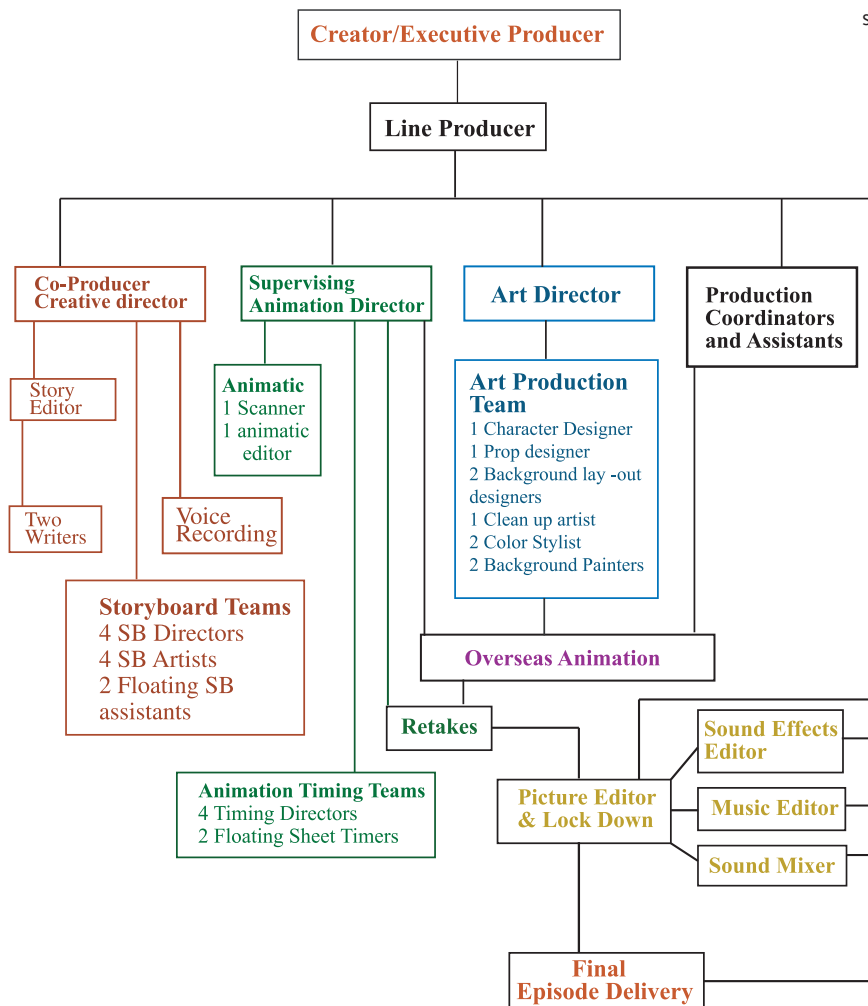 Creator/Executive Producer
s
Line Producer
Co-Producer
Creative director
Supervising
Animation Director
Art Director
Production
Coordinators
and Assistants
Story
Editor
Two
Writers
Voice
Recording
Storyboard Teams
4 SB Directors
4 SB Artists
2 Floating SB
assistants
Animatic
1 Scanner
1 animatic
editor
Art Production
Team
1 Character Designer
1 Prop designer
2 Background lay -out
designers
1 Clean up artist
2 Color Stylist
2 Background Painters
Overseas Animation
Retakes
Animation Timing Teams
4 Timing Directors
2 Floating Sheet Timers
Picture Editor
& Lock Down
Sound Effects
Editor
Music Editor
Sound Mixer
Final
Episode Delivery